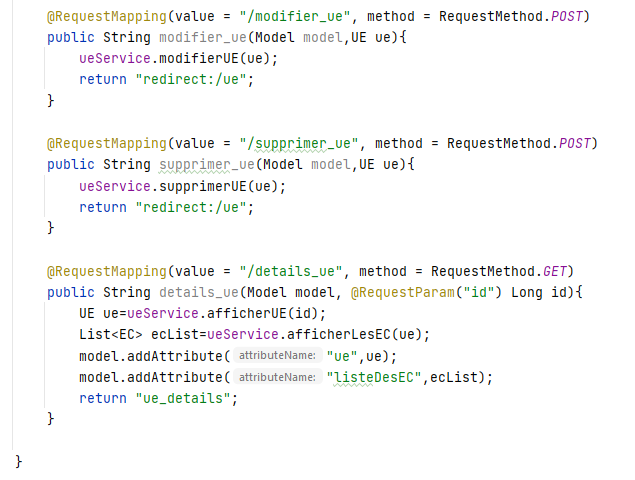 @RequestMapping(value = "/modifier_ue", method = RequestMethod.POST)
public String modifier_ue(Model model,UE ue){
ueService.modifierUE(ue);
return "redirect:/ue";
}
@RequestMapping(value = "/supprimer_ue", method = RequestMethod.POST)
public String supprimer_ue(Model model,UE ue){
ueService.supprimerUE(ue);
return "redirect:/ue";
}
@RequestMapping(value = "/details_ue", method = RequestMethod.GET)
public String details_ue(Model model, @RequestParam("id") Long id){
UE ue=ueService.afficherUE(id);
List<EC> ecList=ueService.afficherLesEC(ue);
model.addAttribute( attributeName: "ue",ue);
model.addAttribute( attributeName: "listeDesEC",ecList);
return "ue_details";
}
}